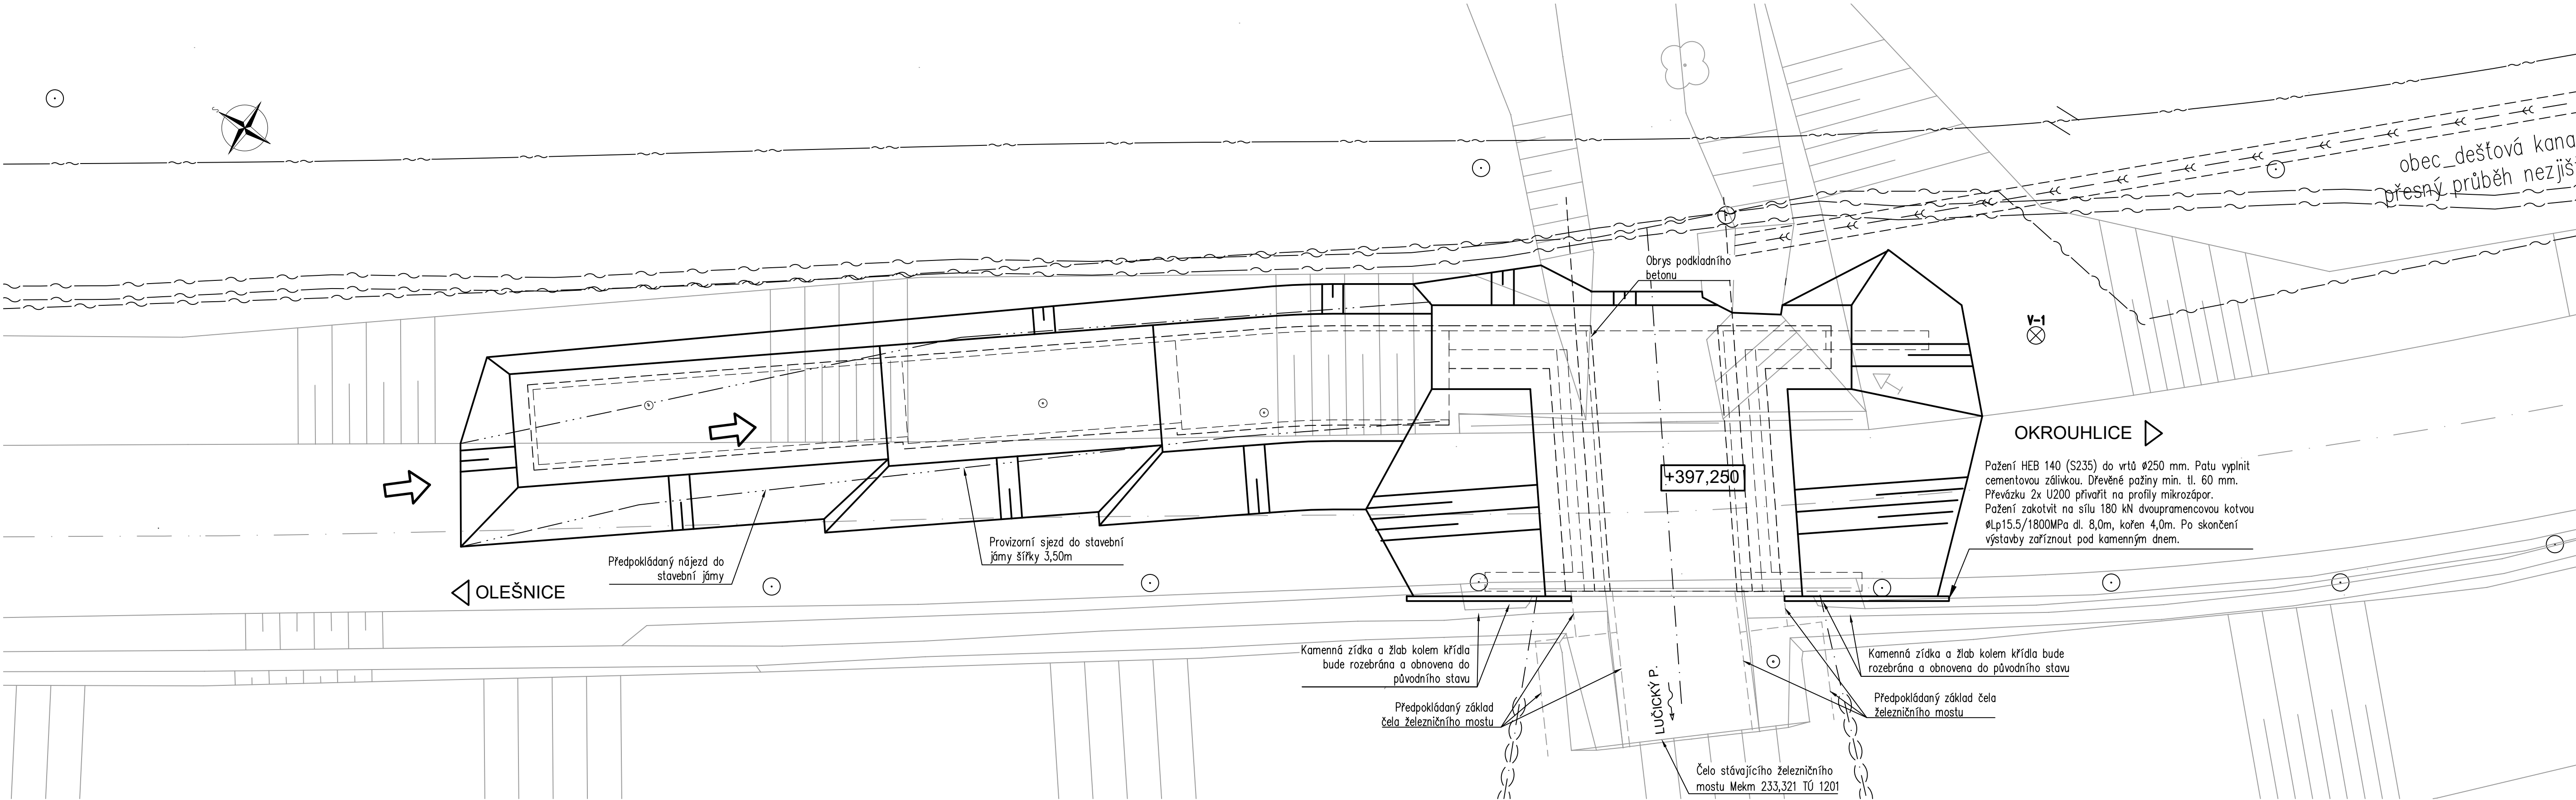 obec_dešťová kana
přesný průběh nezjiš
Obrys podkladního
betonu
V-1
OKROUHLICE
+397,250
Pažení HEB 140 (S235) do vrtů ø250 mm. Patu vyplnit
cementovou zálivkou. Dřevěné pažiny min. tl. 60 mm.
Převázku 2x U200 přivařit na profily mikrozápor.
Pažení zakotvit na sílu 180 kN dvoupramencovou kotvou
øLp15.5/1800MPa dl. 8,0m, kořen 4,0m. Po skončení
výstavby zaříznout pod kamenným dnem.
Provizorní sjezd do stavební
jámy šířky 3,50m
Předpokládaný nájezd do
stavební jámy
OLEŠNICE
Kamenná zídka a žlab kolem křídla
bude rozebrána a obnovena do
původního stavu
Kamenná zídka a žlab kolem křídla bude
rozebrána a obnovena do původního stavu
Předpokládaný základ
čela železničního mostu
LUČICKÝ P.
Předpokládaný základ čela
železničního mostu
Čelo stávajícího železničního
mostu Mekm 233,321 TÚ 1201